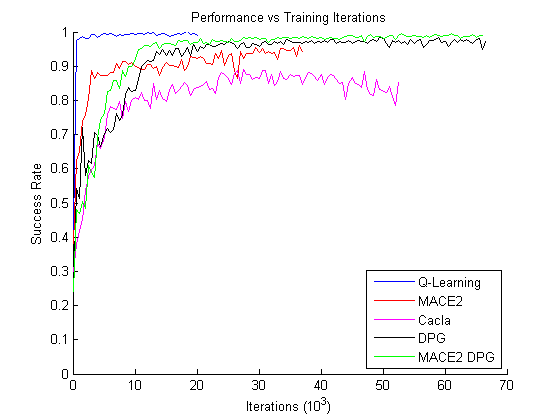 Performance vs Training Iterations
1
0.9
0.8
0.7
0.6
0.5
0.4
0.3
0.2
0.1
0
Success Rate
Q-Learning
MACE2
Cacla
DPG
MACE2 DPG
0 10 20 30 40 50 60 70
Iterations (10³)